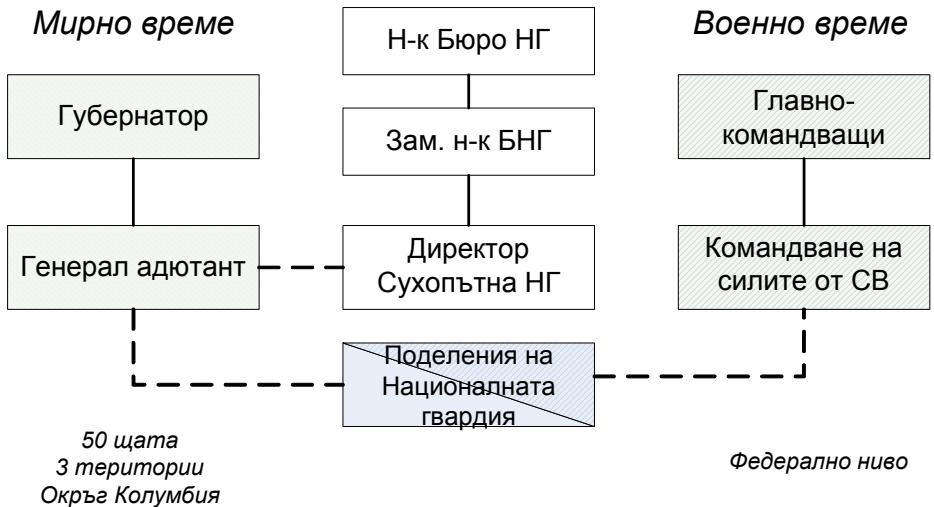 Мирно време
Н-к Бюро НГ
Военно време
Губернатор
Зам. н-к БНГ
Главно-
командващи
Генерал адютант
Директор
Сухопътна НГ
Командване на
силите от СВ
Поделения на
Националната
гвардия
50 щата
3 територии
Окръг Колумбия
Федерално ниво